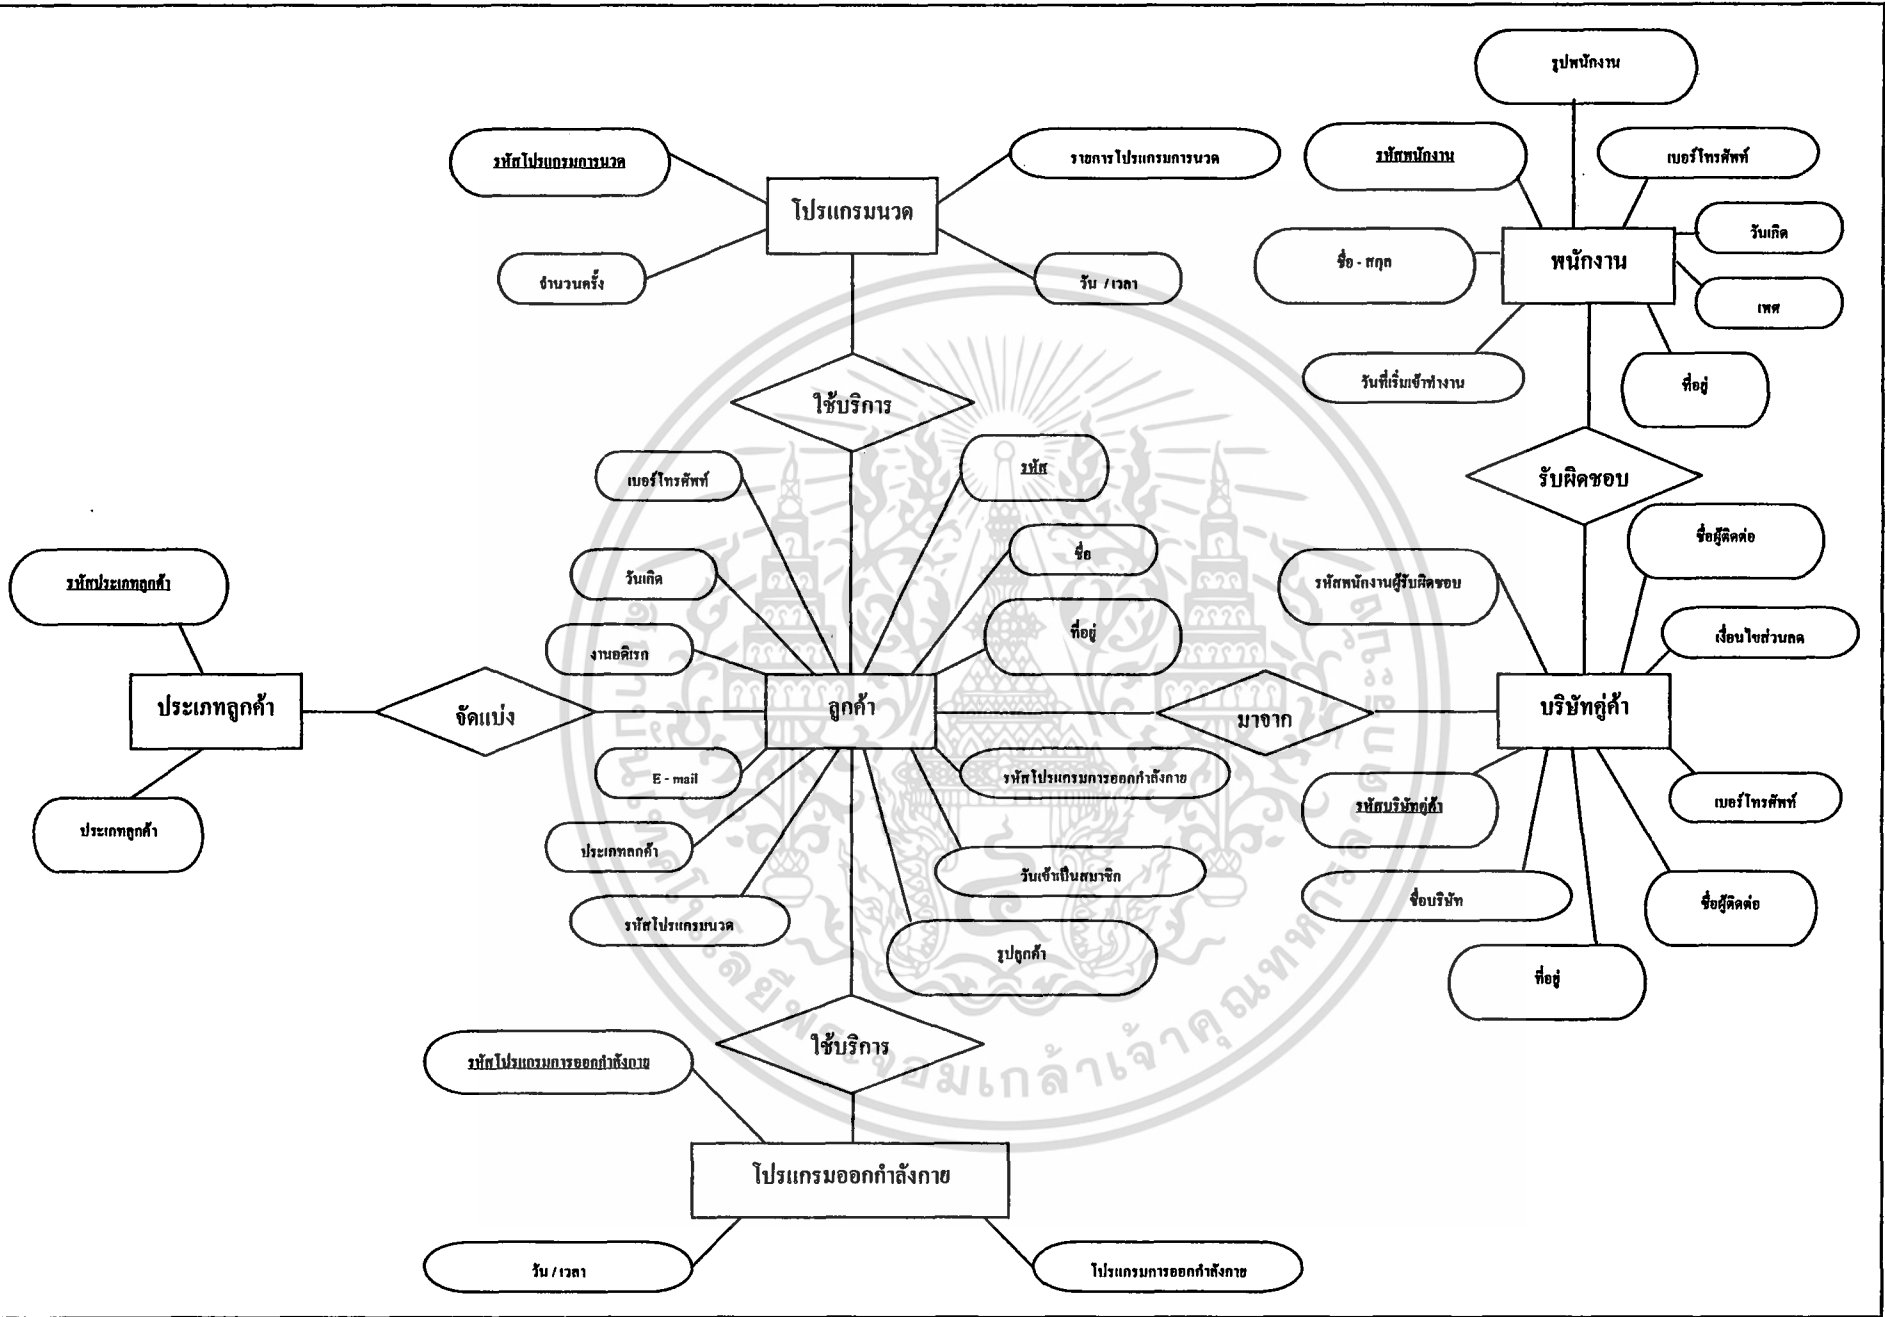 รูปพนักงาน
รหัสโปรแกรมการนวด
รายการโปรแกรมการนวด
รหัสพนักงาน
เบอร์โทรศัพท์
โปรแกรมนวด
วันเกิด
ชื่อ - สกุล
พนักงาน
จำนวนครั้ง
วัน / เวลา
เพศ
วันที่เริ่มเข้าทำงาน
ที่อยู่
ใช้บริการ
เบอร์โทรศัพท์
รหัส
รับผิดชอบ
ชื่อ
ชื่อผู้ติดต่อ
รหัสประเภทลูกค้า
วันเกิด
รหัสพนักงานผู้รับผิดชอบ
ที่อยู่
เงื่อนไขส่วนลด
งานอดิเรก
ประเภทลูกค้า
จัดแบ่ง
ลูกค้า
มาจาก
บริษัทคู่ค้า
E - mail
รหัสโปรแกรมการออกกำลังกาย
รหัสบริษัทคู่ค้า
เบอร์โทรศัพท์
ประเภทลูกค้า
ประเภทลกค้า
วันเข้าเป็นสมาชิก
ชื่อบริษัท
ชื่อผู้ติดต่อ
รหัสโปรแกรมนวด
รูปลูกค้า
ที่อยู่
ใช้บริการ
รหัสโปรแกรมการออกกำลังกาย
โปรแกรมออกกำลังกาย
วัน / เวลา
โปรแกรมการออกกำลังกาย